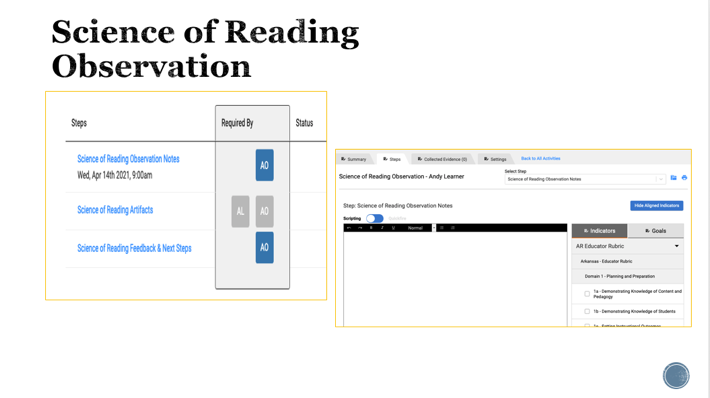 Science of Reading
Observation
Steps Required By Status
Science of Reading Observation Notes
Wed, Apr 14th 2021, 9:00am
AO
Science of Reading Artifacts
AL AO
Science of Reading Feedback & Next Steps
AO
Summary Steps Collected Evidence (0) Settings Back to All Activities
Science of Reading Observation - Andy Learner
Select Step
Science of Reading Observation Notes
Step: Science of Reading Observation Notes
Hide Aligned Indicators
Scripting
Normal
Indicators Goals
AR Educator Rubric
Arkansas - Educator Rubric
Domain 1 - Planning and Preparation
1a - Demonstrating Knowledge of Content and
Pedagogy
1b - Demonstrating Knowledge of Students
1c - Setting Instructional Outcomes